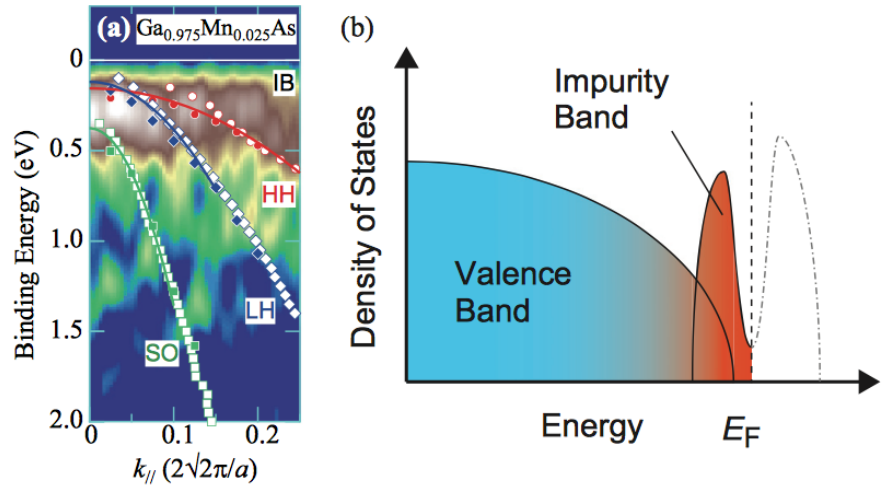 (a) Ga0.975Mn0.025As
IB
HH
LH
SO
0
0.5
1.0
1.5
2.0
Binding Energy (eV)
0 0.1 0.2
k// (2√2π/a)
(b)
Impurity
Band
Valence
Band
Density of States
Energy
EF